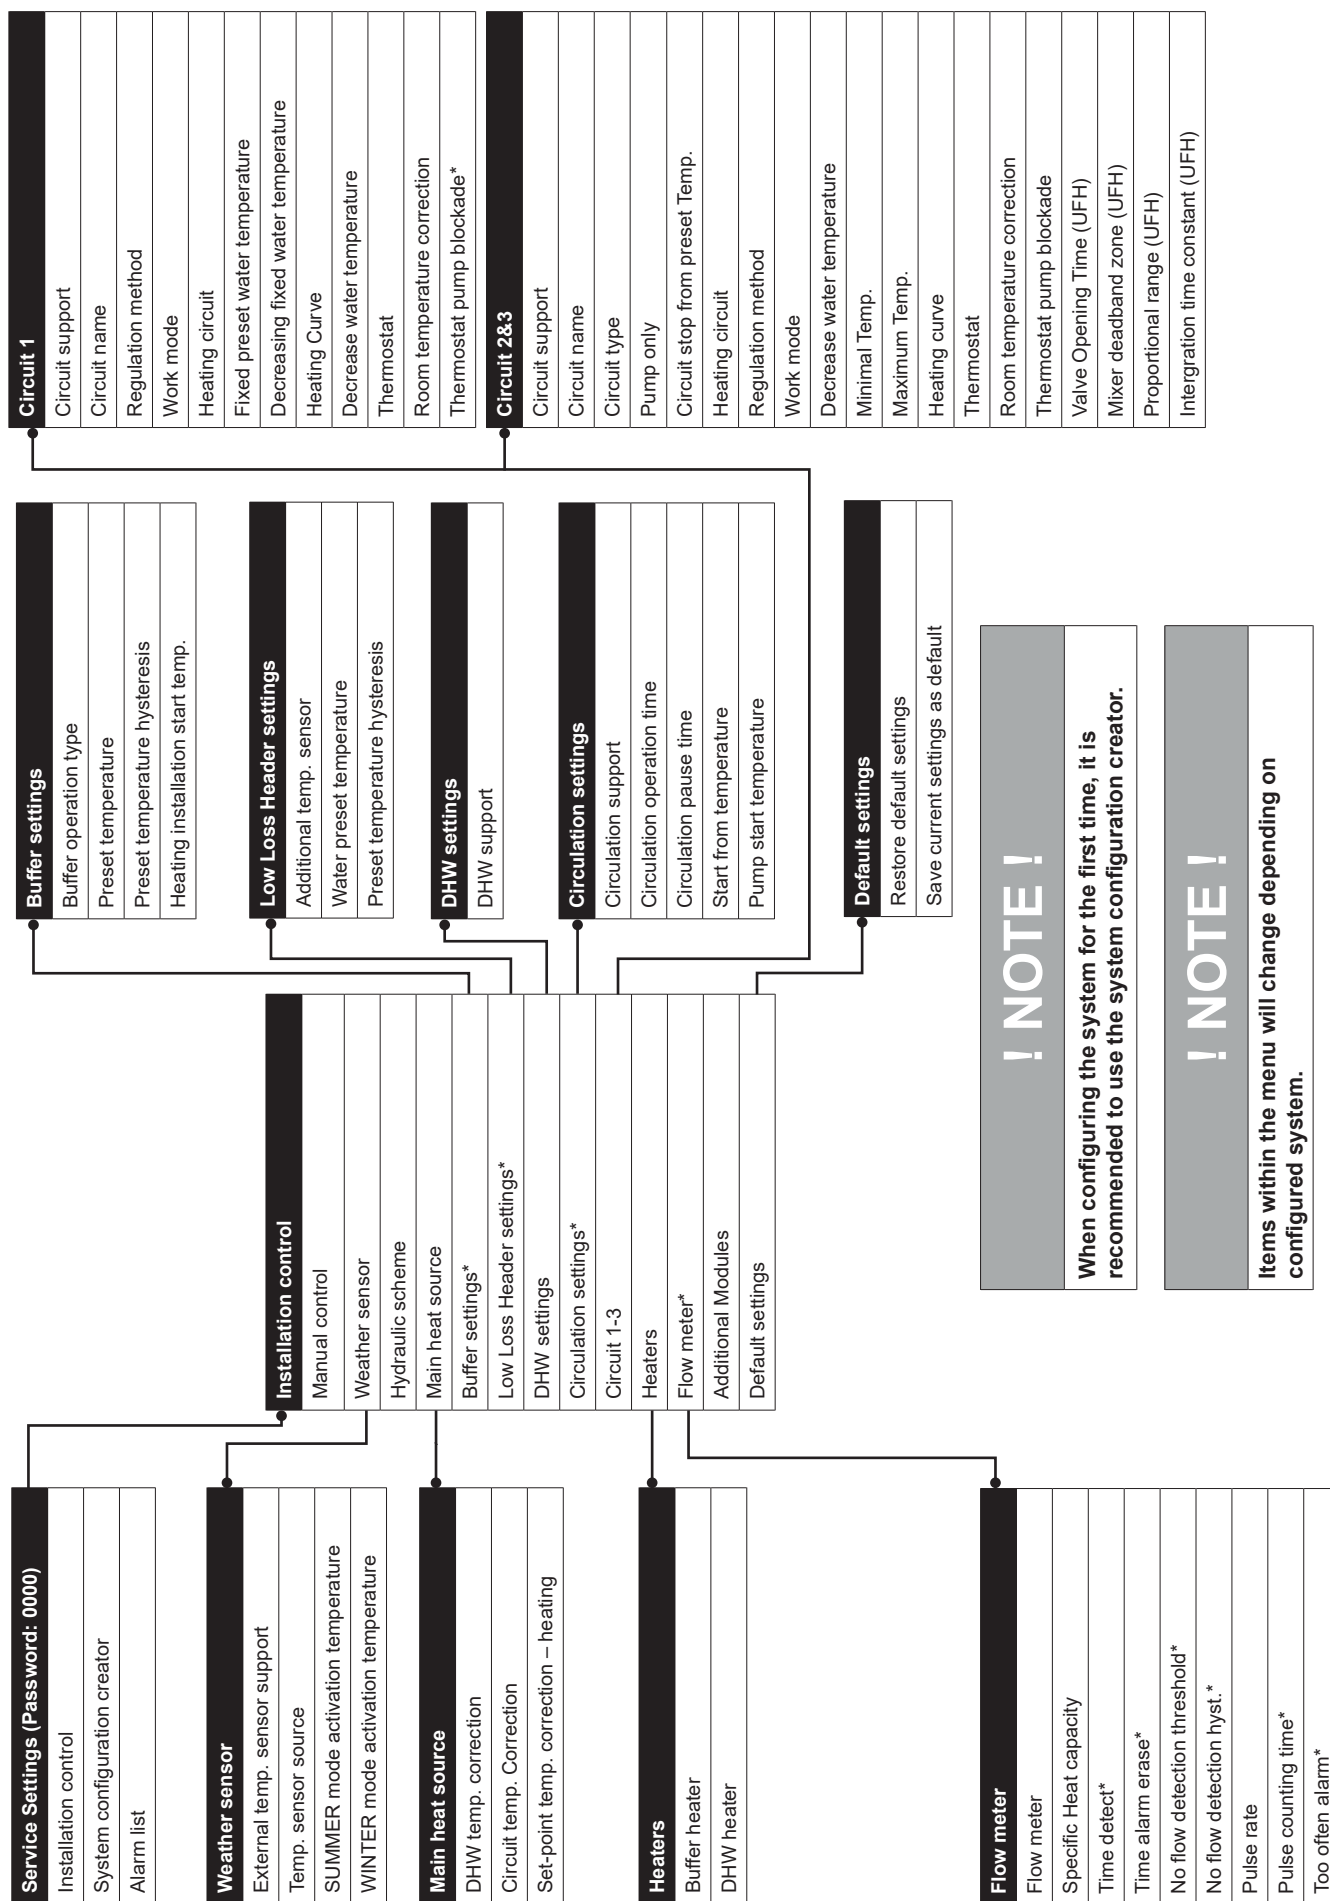 Service Settings (Password: 0000)
Installation control
System configuration creator
Alarm list
Weather sensor
External temp. sensor support
Temp. sensor source
SUMMER mode activation temperature
WINTER mode activation temperature
Main heat source
DHW temp. correction
Circuit temp. Correction
Set-point temp. correction – heating
Heaters
Buffer heater
DHW heater
Flow meter
Flow meter
Specific Heat capacity
Time detect*
Time alarm erase*
No flow detection threshold*
No flow detection hyst.*
Pulse rate
Pulse counting time*
Too often alarm*
Installation control
Manual control
Weather sensor
Hydraulic scheme
Main heat source
Buffer settings*
Low Loss Header settings*
DHW settings
Circulation settings*
Circuit 1-3
Heaters
Flow meter*
Additional Modules
Default settings
Buffer settings
Buffer operation type
Preset temperature
Preset temperature hysteresis
Heating installation start temp.
Low Loss Header settings
Additional temp. sensor
Water preset temperature
Preset temperature hysteresis
DHW settings
DHW support
Circulation settings
Circulation support
Circulation operation time
Circulation pause time
Start from temperature
Pump start temperature
Default settings
Restore default settings
Save current settings as default
Circuit 1
Circuit support
Circuit name
Regulation method
Work mode
Heating circuit
Fixed preset water temperature
Decreasing fixed water temperature
Heating Curve
Decrease water temperature
Thermostat
Room temperature correction
Thermostat pump blockade*
Circuit 2&3
Circuit support
Circuit name
Circuit type
Pump only
Circuit stop from preset Temp.
Heating circuit
Regulation method
Work mode
Decrease water temperature
Minimal Temp.
Maximum Temp.
Heating curve
Thermostat
Room temperature correction
Thermostat pump blockade
Valve Opening Time (UFH)
Mixer deadband zone (UFH)
Proportional range (UFH)
Intergration time constant (UFH)
! NOTE !
When configuring the system for the first time, it is
recommended to use the system configuration creator.
! NOTE !
Items within the menu will change depending on
configured system.